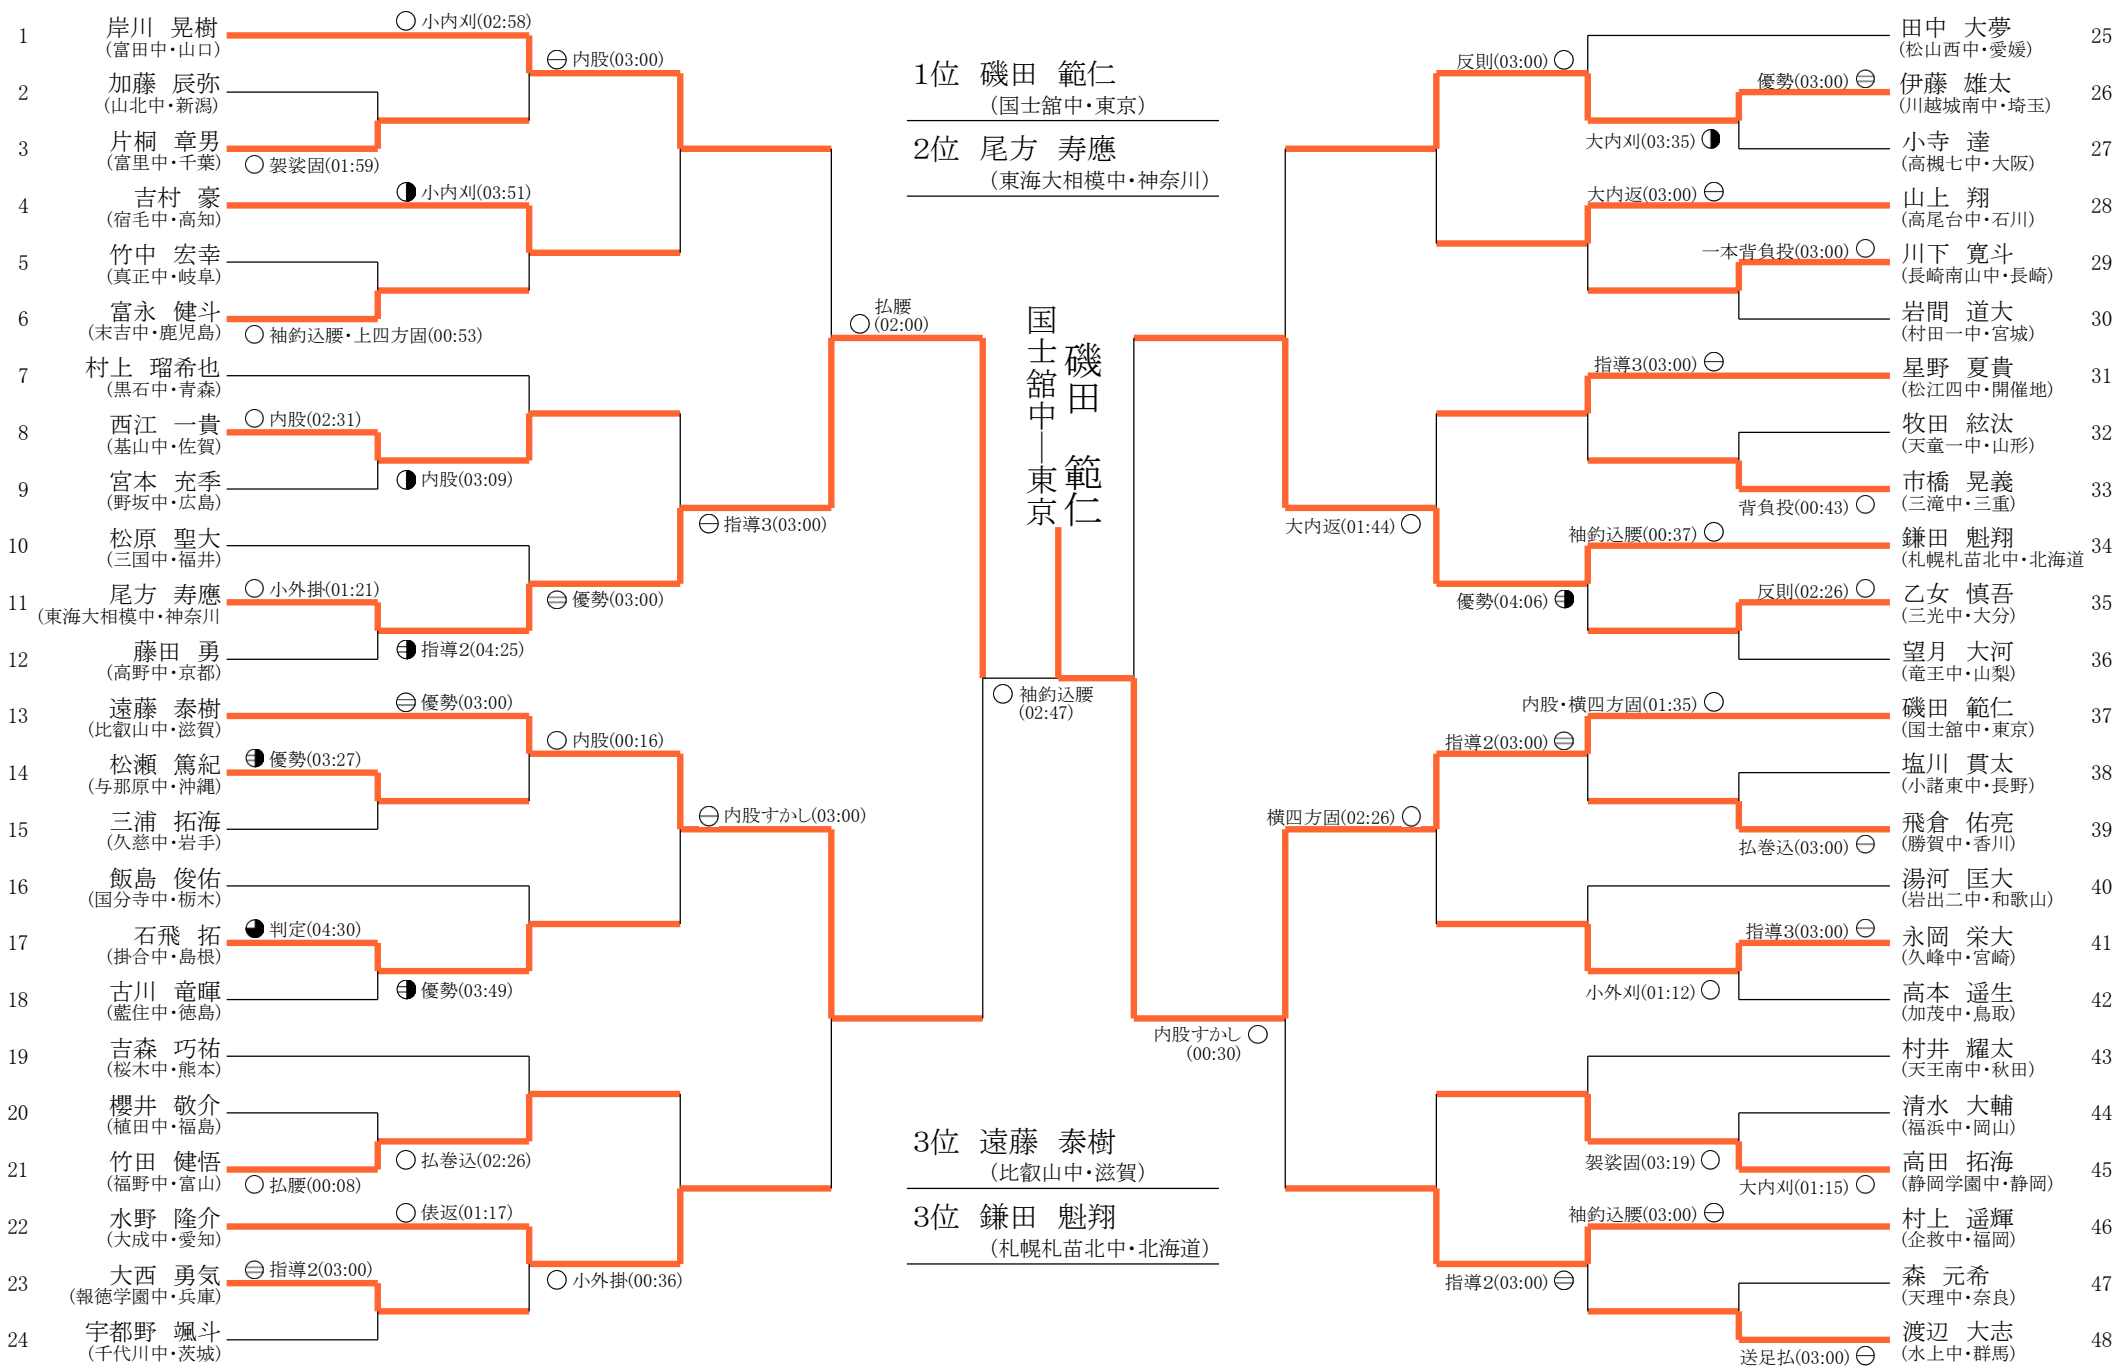 1 岸川 晃樹
(富田中・山口)
○ 小内刈(02:58)
2 加藤 辰弥
(山北中・新潟)
3 片桐 章男
(富里中・千葉)
○ 袈裟固(01:59)
⊖ 内股(03:00)
4 吉村 豪
(宿毛中・高知)
◑ 小内刈(03:51)
5 竹中 宏幸
(真正中・岐阜)
6 富永 健斗
(末吉中・鹿児島)
○ 袖釣込腰・上四方固(00:53)
7 村上 瑠希也
(黒石中・青森)
8 西江 一貴
(基山中・佐賀)
○ 内股(02:31)
9 宮本 充季
(野坂中・広島)
◑ 内股(03:09)
10 松原 聖大
(三国中・福井)
⊖ 指導3(03:00)
11 尾方 寿應
(東海大相模中・神奈川
○ 小外掛(01:21)
優勢(03:00)
12 藤田 勇
(高野中・京都)
指導2(04:25)
払腰
○ (02:00)
13 遠藤 泰樹
(比叡山中・滋賀)
優勢(03:00)
14 松瀬 篤紀
(与那原中・沖縄)
優勢(03:27)
○ 内股(00:16)
15 三浦 拓海
(久慈中・岩手)
⊖ 内股すかし(03:00)
16 飯島 俊佑
(国分寺中・栃木)
17 石飛 拓
(掛合中・島根)
判定(04:30)
18 古川 竜暉
(藍住中・徳島)
優勢(03:49)
19 吉森 巧祐
(桜木中・熊本)
20 櫻井 敬介
(植田中・福島)
21 竹田 健悟
(福野中・富山)
○ 払腰(00:08)
○ 払巻込(02:26)
22 水野 隆介
(大成中・愛知)
○ 俵返(01:17)
23 大西 勇気
(報徳学園中・兵庫)
指導2(03:00)
○ 小外掛(00:36)
24 宇都野 颯斗
(千代川中・茨城)
1位 磯田 範仁
(国士舘中・東京)
2位 尾方 寿應
(東海大相模中・神奈川)
磯田 範仁
国士舘中―東京
○ 袖釣込腰
(02:47)
3位 遠藤 泰樹
(比叡山中・滋賀)
3位 鎌田 魁翔
(札幌札苗北中・北海道)
田中 大夢 25
(松山西中・愛媛)
反則(03:00) ○
優勢(03:00)
伊藤 雄太 26
(川越城南中・埼玉)
大内刈(03:35) ◑
小寺 達 27
(高槻七中・大阪)
大内返(03:00) ⊖
山上 翔 28
(高尾台中・石川)
一本背負投(03:00) ○
川下 寛斗 29
(長崎南山中・長崎)
岩間 道大 30
(村田一中・宮城)
指導3(03:00) ⊖
星野 夏貴 31
(松江四中・開催地)
牧田 絃汰 32
(天童一中・山形)
市橋 晃義 33
(三滝中・三重)
背負投(00:43) ○
大内返(01:44) ○
袖釣込腰(00:37) ○
鎌田 魁翔 34
(札幌札苗北中・北海道
優勢(04:06)
反則(02:26) ○
乙女 慎吾 35
(三光中・大分)
望月 大河 36
(竜王中・山梨)
内股・横四方固(01:35) ○
磯田 範仁 37
(国士舘中・東京)
指導2(03:00)
塩川 貫太 38
(小諸東中・長野)
横四方固(02:26) ○
飛倉 佑亮 39
(勝賀中・香川)
払巻込(03:00) ⊖
湯河 匡大 40
(岩出二中・和歌山)
指導3(03:00) ⊖
永岡 栄大 41
(久峰中・宮崎)
小外刈(01:12) ○
高本 遥生 42
(加茂中・鳥取)
内股すかし ○
(00:30)
村井 耀太 43
(天王南中・秋田)
清水 大輔 44
(福浜中・岡山)
袈裟固(03:19) ○
高田 拓海 45
(静岡学園中・静岡)
大内刈(01:15) ○
袖釣込腰(03:00) ⊖
村上 遥輝 46
(企救中・福岡)
指導2(03:00)
森 元希 47
(天理中・奈良)
渡辺 大志 48
(水上中・群馬)
送足払(03:00) ⊖